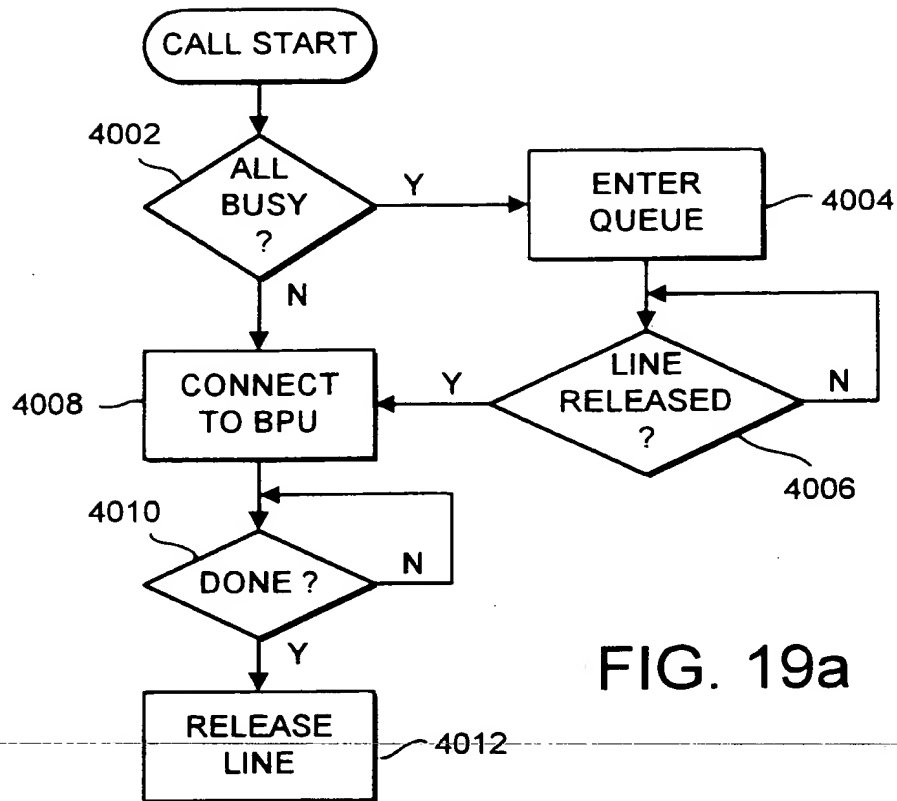 CALL START
4002
ALL
BUSY
?
Y
ENTER
QUEUE
4004
N
4008
CONNECT
TO BPU
Y
LINE
RELEASED
?
N
4006
4010
DONE ?
N
Y
FIG. 19a
RELEASE
LINE
4012